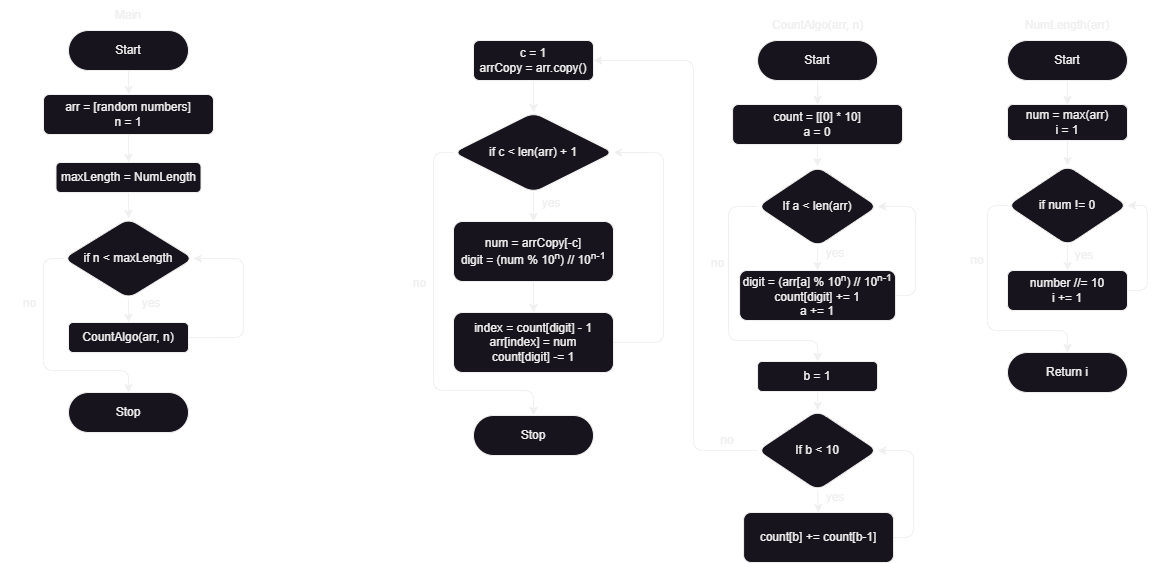 Main
Start
arr = [random numbers]
n = 1
maxLength = NumLength
if n < maxLength
no
yes
CountAlgo(arr, n)
Stop
c = 1
arrCopy = arr.copy()
if c < len(arr) + 1
yes
num = arrCopy[-c]
digit = (num % 10ⁿ) // 10ⁿ⁻¹
no
index = count[digit] - 1
arr[index] = num
count[digit] -= 1
Stop
CountAlgo(arr, n)
Start
count = [[0] * 10]
a = 0
If a < len(arr)
yes
no
digit = (arr[a] % 10ⁿ) // 10ⁿ⁻¹
count[digit] += 1
a += 1
b = 1
no
If b < 10
yes
count[b] += count[b-1]
NumLength(arr)
Start
num = max(arr)
i = 1
if num != 0
yes
no
number //= 10
i += 1
Return i